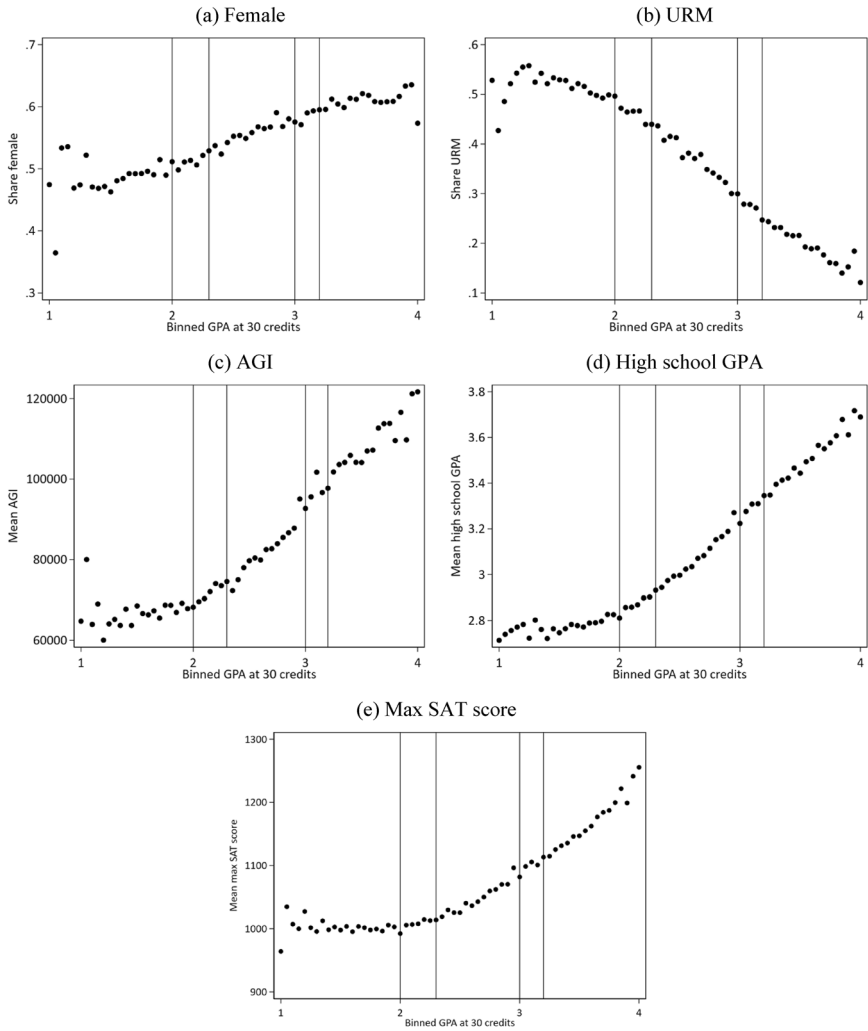 (a) Female
.7
.6
.5
.4
.3
Share female
1 2 3 4
Binned GPA at 30 credits
(b) URM
.6
.5
.4
.3
.2
.1
Share URM
1 2 3 4
Binned GPA at 30 credits
(c) AGI
120000
100000
80000
60000
Mean AGI
1 2 3 4
Binned GPA at 30 credits
(d) High school GPA
3.8
3.6
3.4
3.2
3
2.8
Mean high school GPA
1 2 3 4
Binned GPA at 30 credits
(e) Max SAT score
1300
1200
1100
1000
900
Mean max SAT score
1 2 3 4
Binned GPA at 30 credits